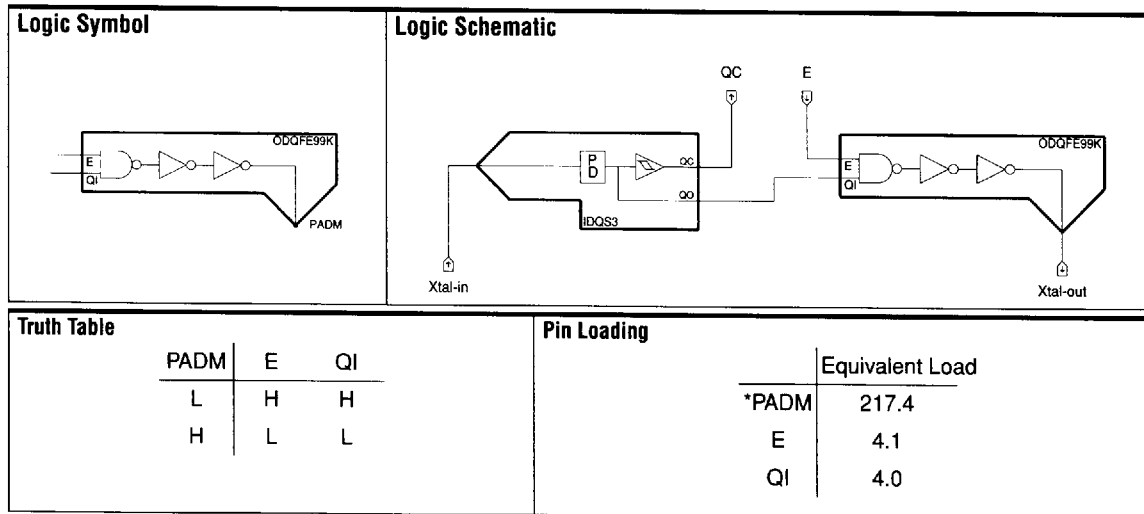 Logic Symbol
ODQFE99K
E
QI
PADM
Logic Schematic
QC
E
P
D
QC
QO
IDQS3
Xtal-in
ODQFE99K
E
QI
Xtal-out
Truth Table
PADM E QI
L H H
H L L
Pin Loading
Equivalent Load
*PADM 217.4
E 4.1
QI 4.0